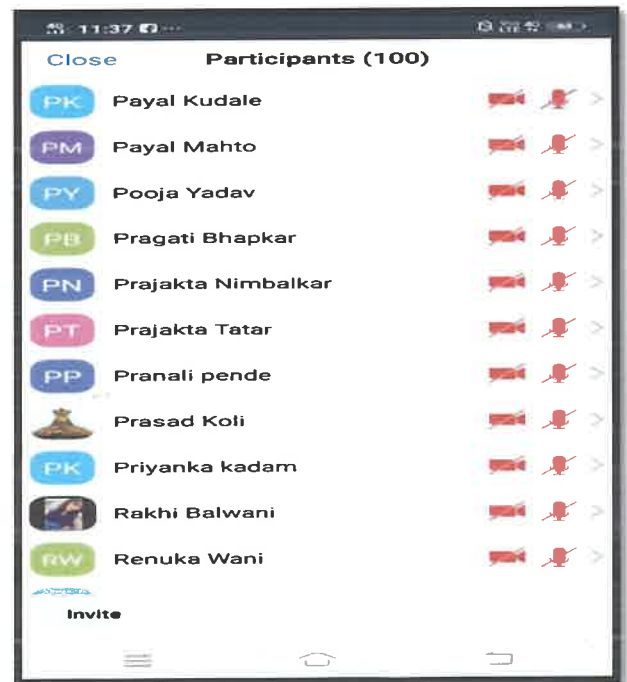 11:37
Close Participants (100)
PK Payal Kudale
PM Payal Mahto
PY Pooja Yadav
PB Pragati Bhapkar
PN Prajakta Nimbalkar
PT Prajakta Tatar
PP Pranali pende
Prasad Koli
PK Priyanka kadam
Rakhi Balwani
RW Renuka Wani
Invite